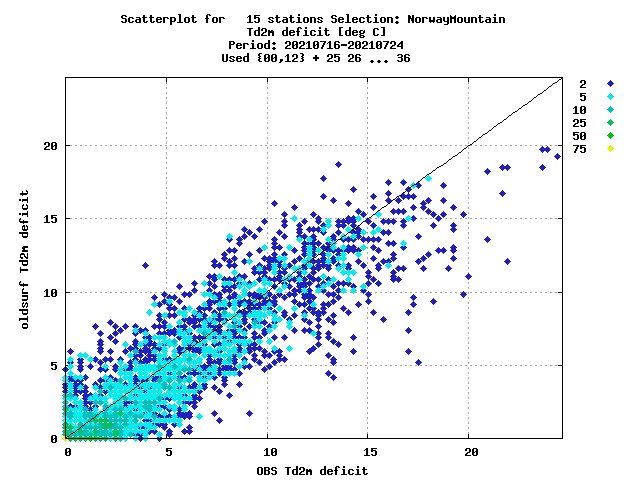 Scatterplot for   15 stations Selection: NorwayMountain
Td2m deficit [deg C]
Period: 20210716-20210724
Used {00,12} + 25 26 ... 36
2
5
10
25
50
75
20
15
10
5
0
oldsurf Td2m deficit
0 5 10 15 20
OBS Td2m deficit